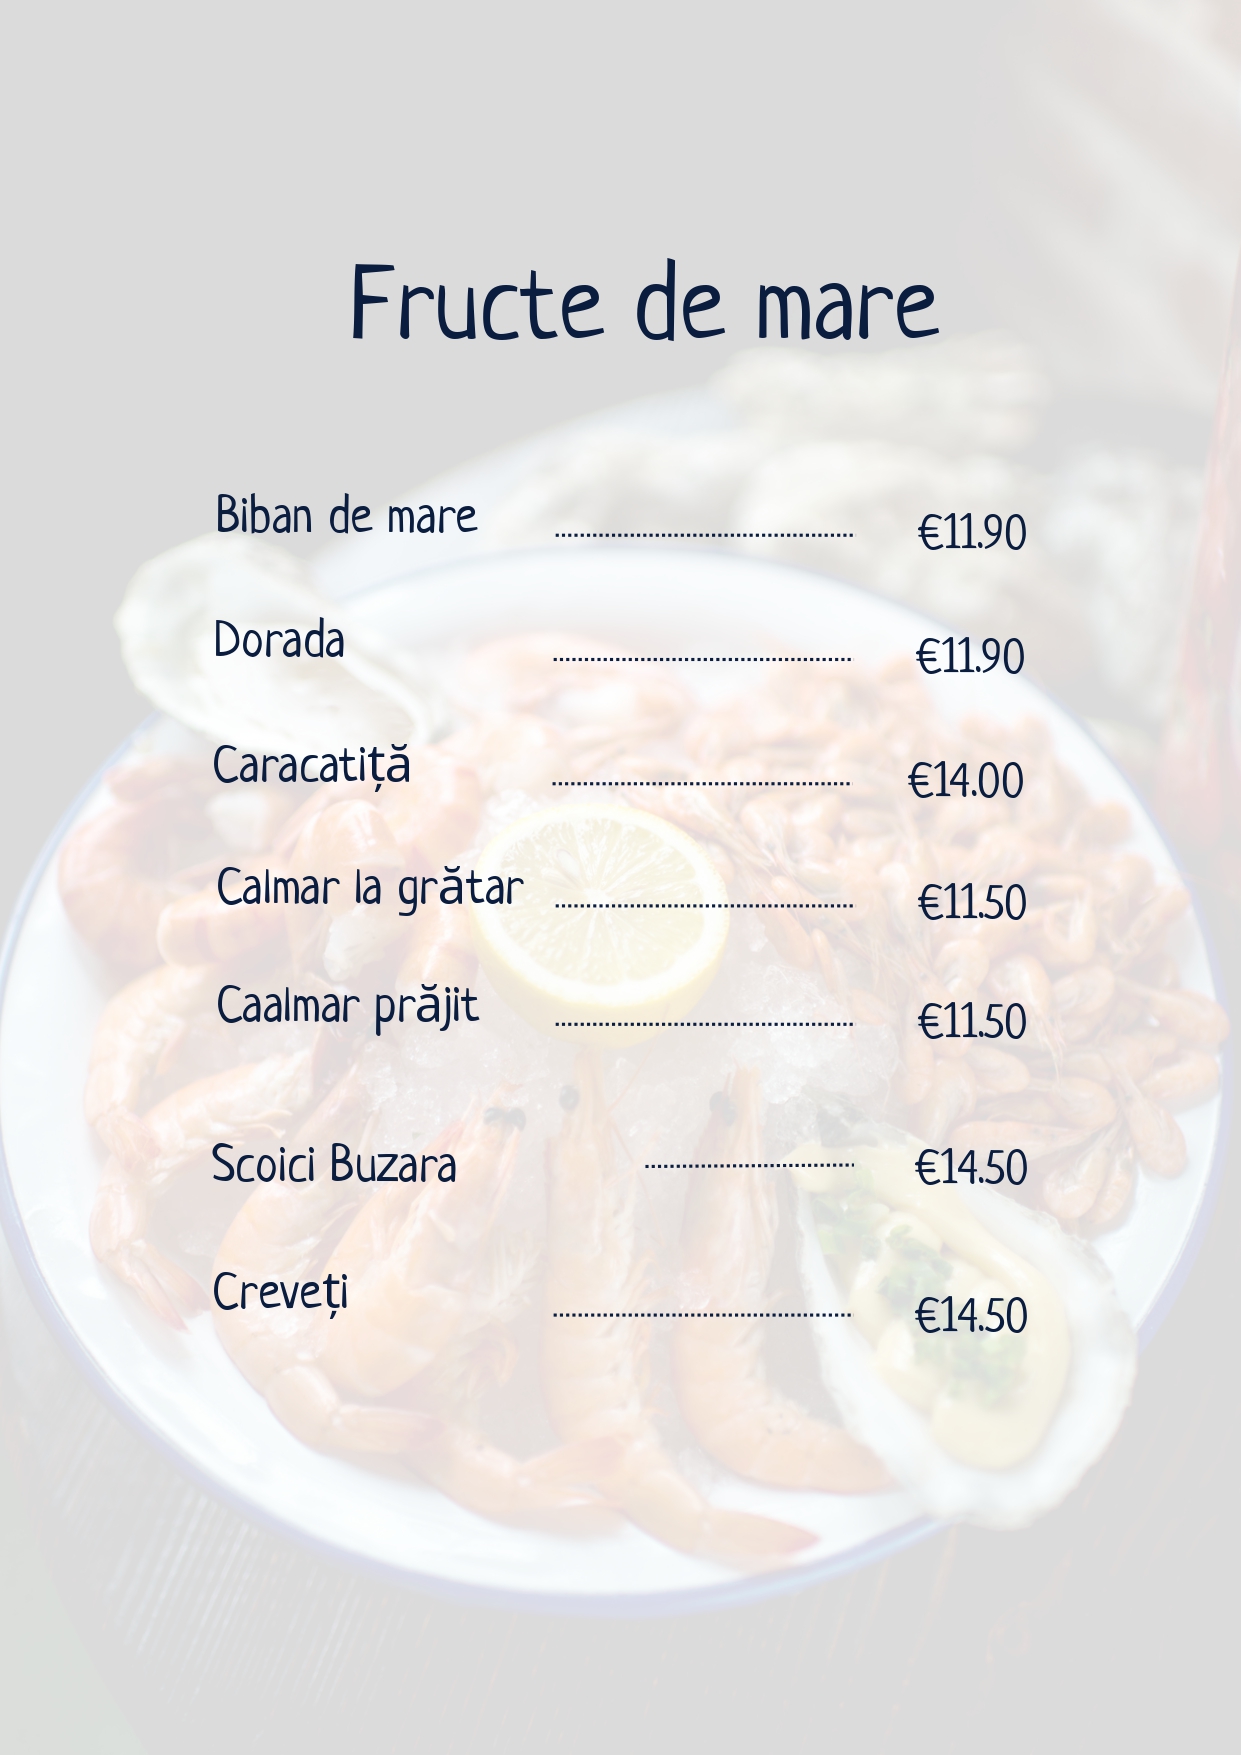 Fructe de mare
Biban de mare ........ €11.90
Dorada ........ €11.90
Caracatiță ........ €14.00
Calmar la grătar ........ €11.50
Caalmar prăjit ........ €11.50
Scoici Buzara ........ €14.50
Creveți ........ €14.50